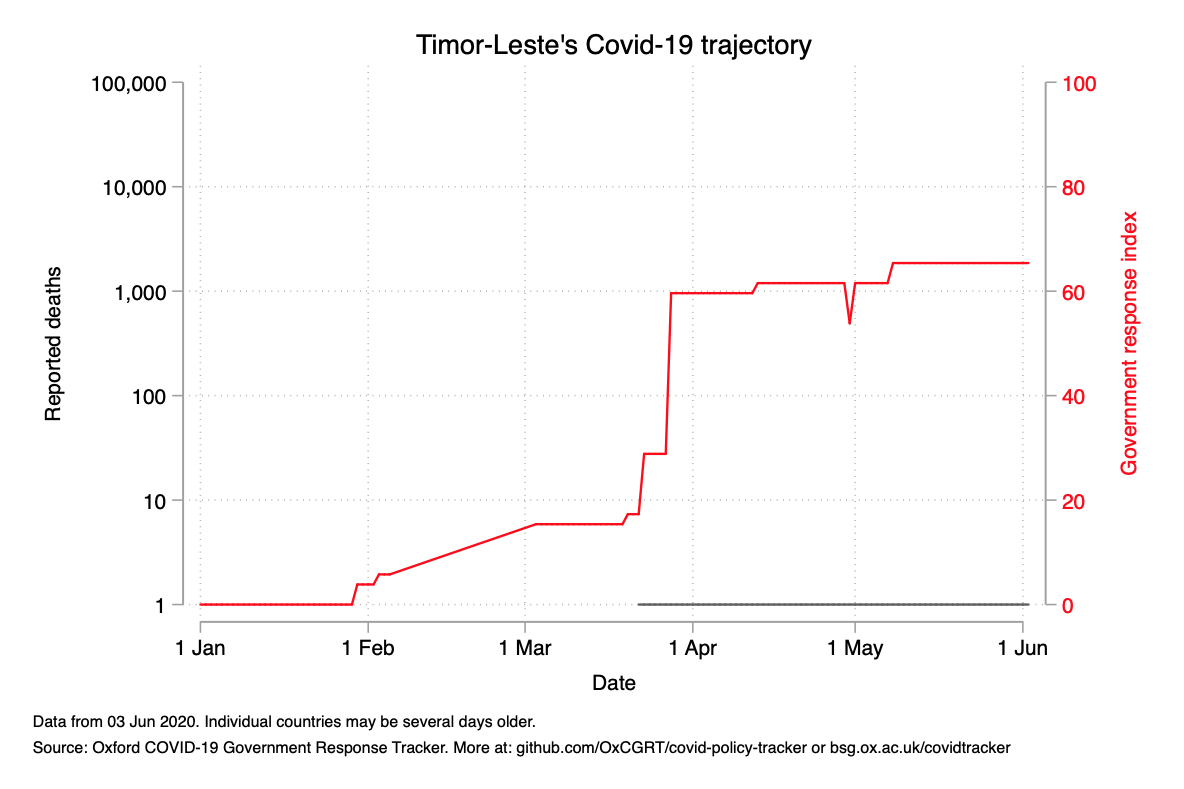 Timor-Leste's Covid-19 trajectory
100,000
10,000
1,000
100
10
1
Reported deaths
100
80
60
40
20
0
Government response index
1 Jan
1 Feb
1 Mar
1 Apr
1 May
1 Jun
Date
Data from 03 Jun 2020. Individual countries may be several days older.
Source: Oxford COVID-19 Government Response Tracker. More at: github.com/OxCGRT/covid-policy-tracker or bsg.ox.ac.uk/covidtracker